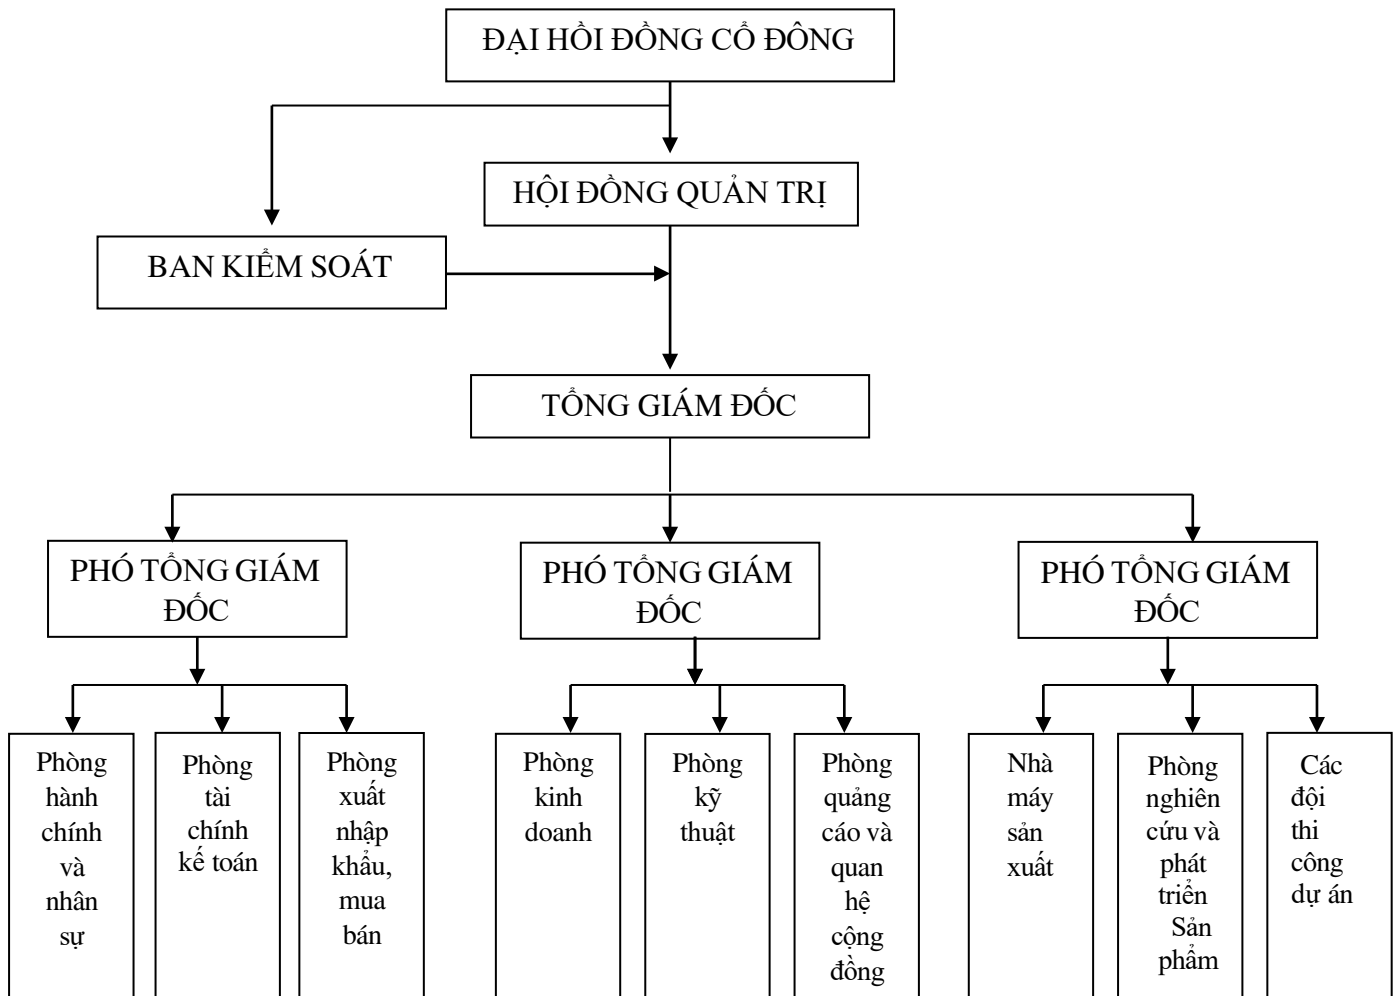 ĐẠI HỒI ĐỒNG CỔ ĐÔNG
HỘI ĐỒNG QUẢN TRỊ
BAN KIỂM SOÁT
TỔNG GIÁM ĐỐC
PHÓ TỔNG GIÁM
ĐỐC
PHÓ TỔNG GIÁM
ĐỐC
PHÓ TỔNG GIÁM
ĐỐC
Phòng
hành
chính
và
nhân
sự
Phòng
tài
chính
kế toán
Phòng
xuất
nhập
khẩu,
mua
bán
Phòng
kinh
doanh
Phòng
kỹ
thuật
Phòng
quảng
cáo và
quan
hệ
cộng
đồng
Nhà
máy
sản
xuất
Phòng
nghiên
cứu và
phát
triển
Sản
phẩm
Các
đội
thi
công
dự án